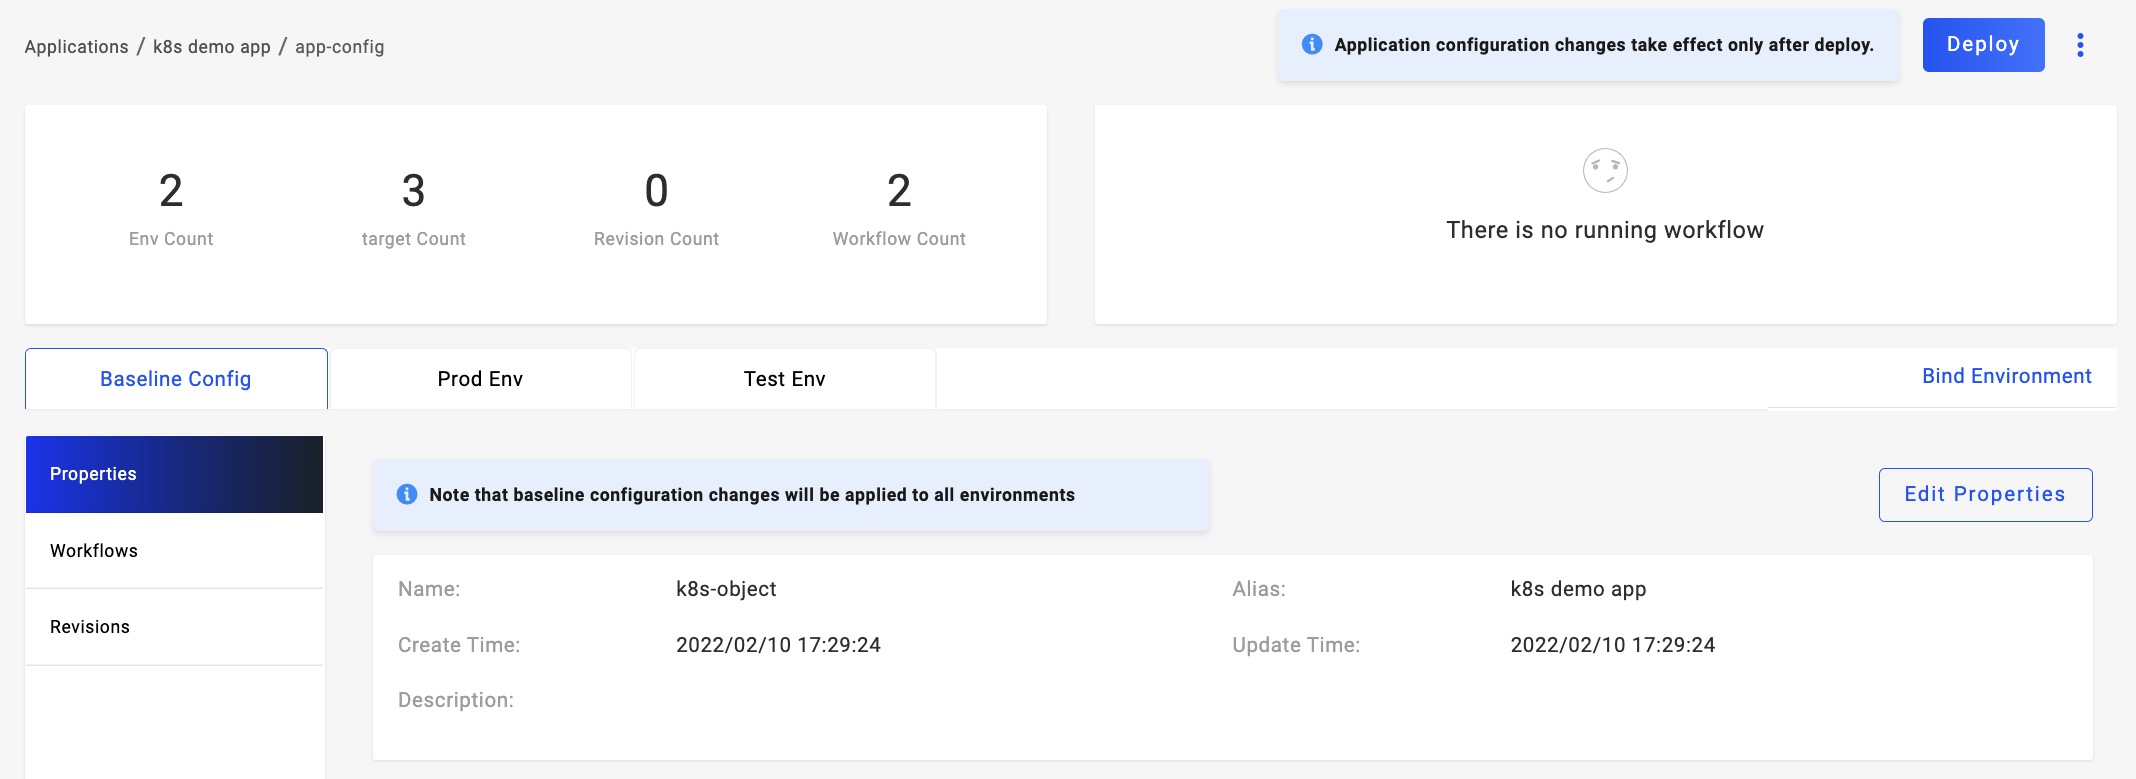 Applications / k8s demo app / app-config
Application configuration changes take effect only after deploy.
Deploy
2
Env Count
3
target Count
0
Revision Count
2
Workflow Count
There is no running workflow
Baseline Config
Prod Env
Test Env
Bind Environment
Properties
Workflows
Revisions
Note that baseline configuration changes will be applied to all environments
Edit Properties
Name: k8s-object
Alias: k8s demo app
Create Time: 2022/02/10 17:29:24
Update Time: 2022/02/10 17:29:24
Description: